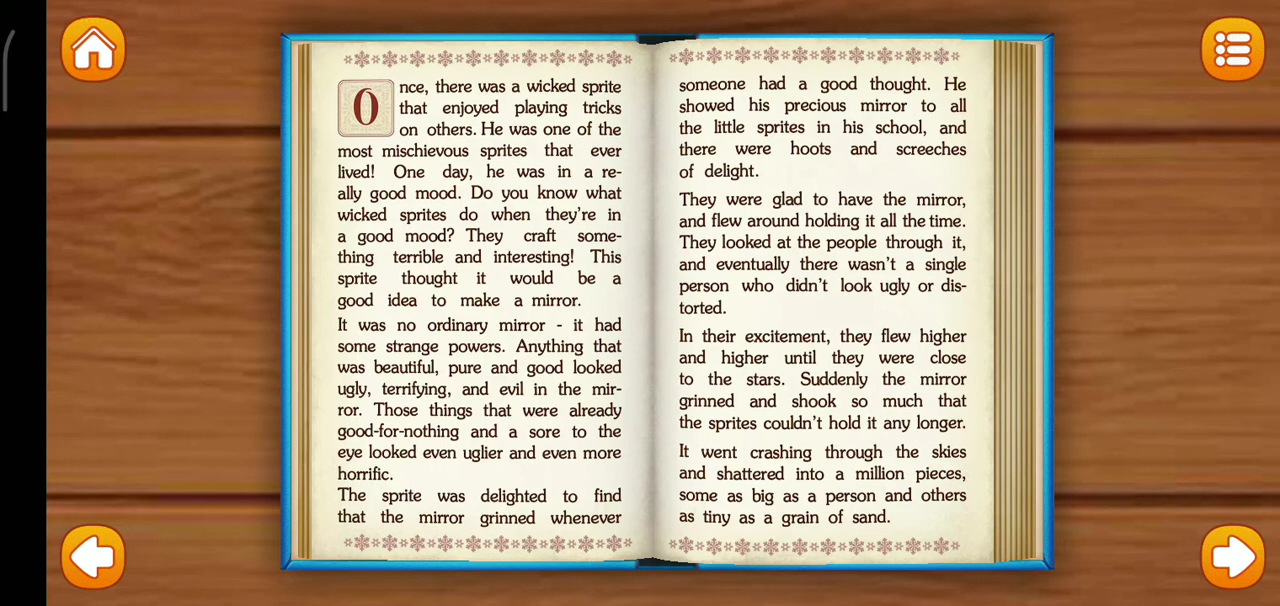 Once, there was a wicked sprite
that enjoyed playing tricks
on others. He was one of the
most mischievous sprites that ever
lived! One day, he was in a re-
ally good mood. Do you know what
wicked sprites do when they're in
a good mood? They craft some-
thing terrible and interesting! This
sprite thought it would be a
good idea to make a mirror.
It was no ordinary mirror - it had
some strange powers. Anything that
was beautiful, pure and good looked
ugly, terrifying, and evil in the mir-
ror. Those things that were already
good-for-nothing and a sore to the
eye looked even uglier and even more
horrific.
The sprite was delighted to find
that the mirror grinned whenever
someone had a good thought. He
showed his precious mirror to all
the little sprites in his school, and
there were hoots and screeches
of delight.
They were glad to have the mirror,
and flew around holding it all the time.
They looked at the people through it,
and eventually there wasn't a single
person who didn't look ugly or dis-
torted.
In their excitement, they flew higher
and higher until they were close
to the stars. Suddenly the mirror
grinned and shook so much that
the sprites couldn't hold it any longer.
It went crashing through the skies
and shattered into a million pieces,
some as big as a person and others
as tiny as a grain of sand.